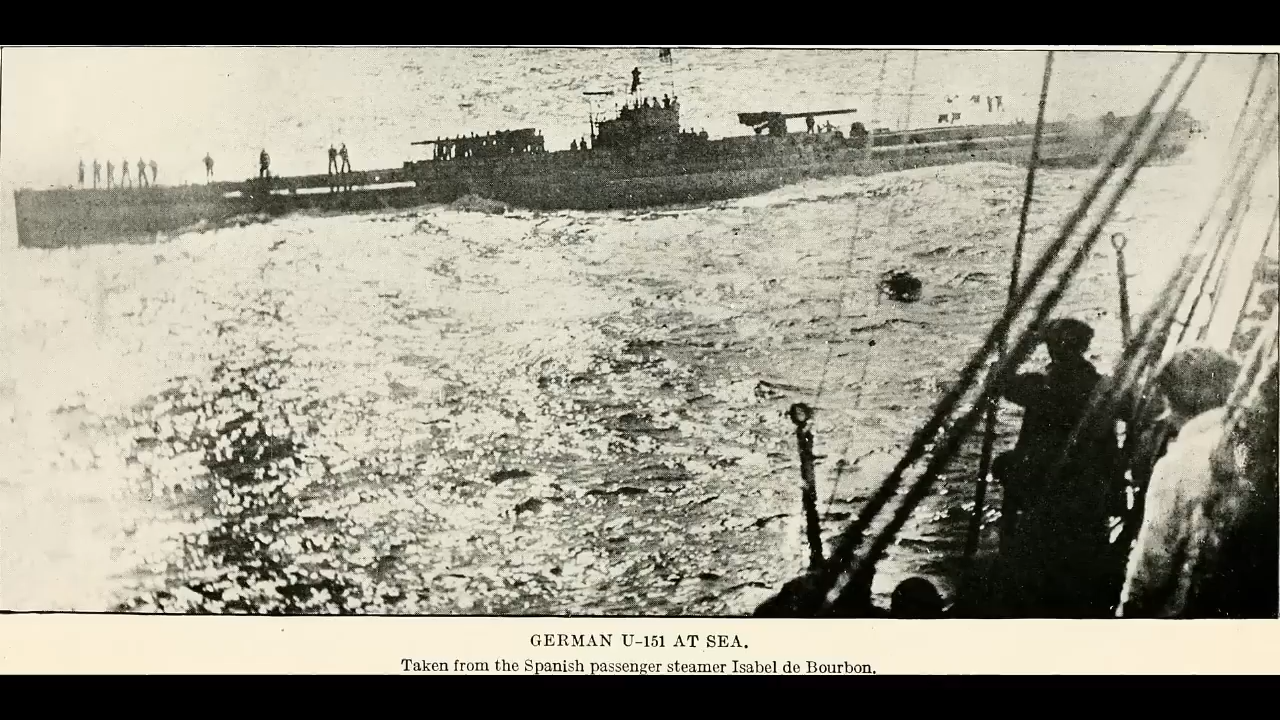 GERMAN U-151 AT SEA.
Taken from the Spanish passenger steamer Isabel de Bourbon.